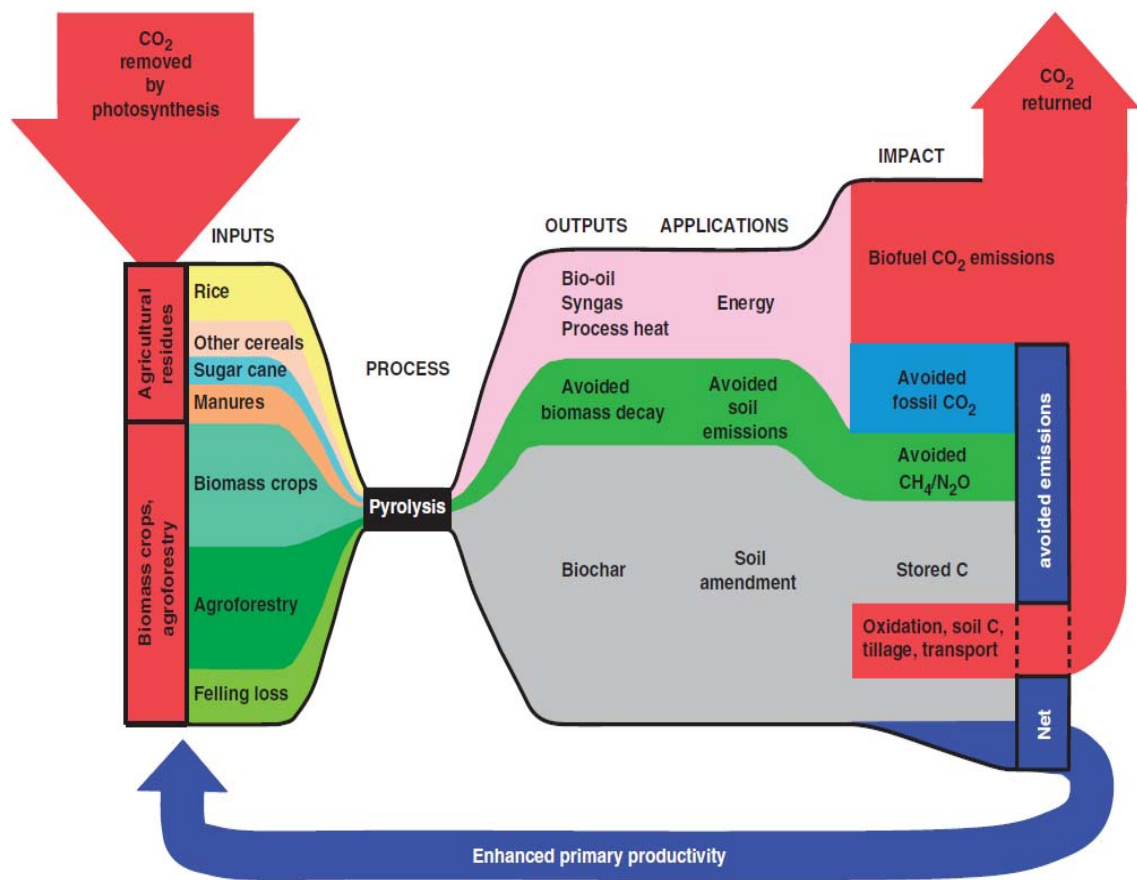 CO2
removed
by
photosynthesis
CO2
returned
IMPACT
INPUTS
OUTPUTS
APPLICATIONS
PROCESS
Agricultural
residues
Rice
Other cereals
Sugar cane
Manures
Biomass crops,
agroforestry
Biomass crops
Agroforestry
Felling loss
Pyrolysis
Bio-oil
Syngas
Process heat
Energy
Avoided
biomass decay
Avoided
soil
emissions
Biochar
Soil
amendment
Biofuel CO2 emissions
Avoided
fossil CO2
Avoided
CH4/N2O
Stored C
Oxidation, soil C,
tillage, transport
avoided emissions
Net
Enhanced primary productivity